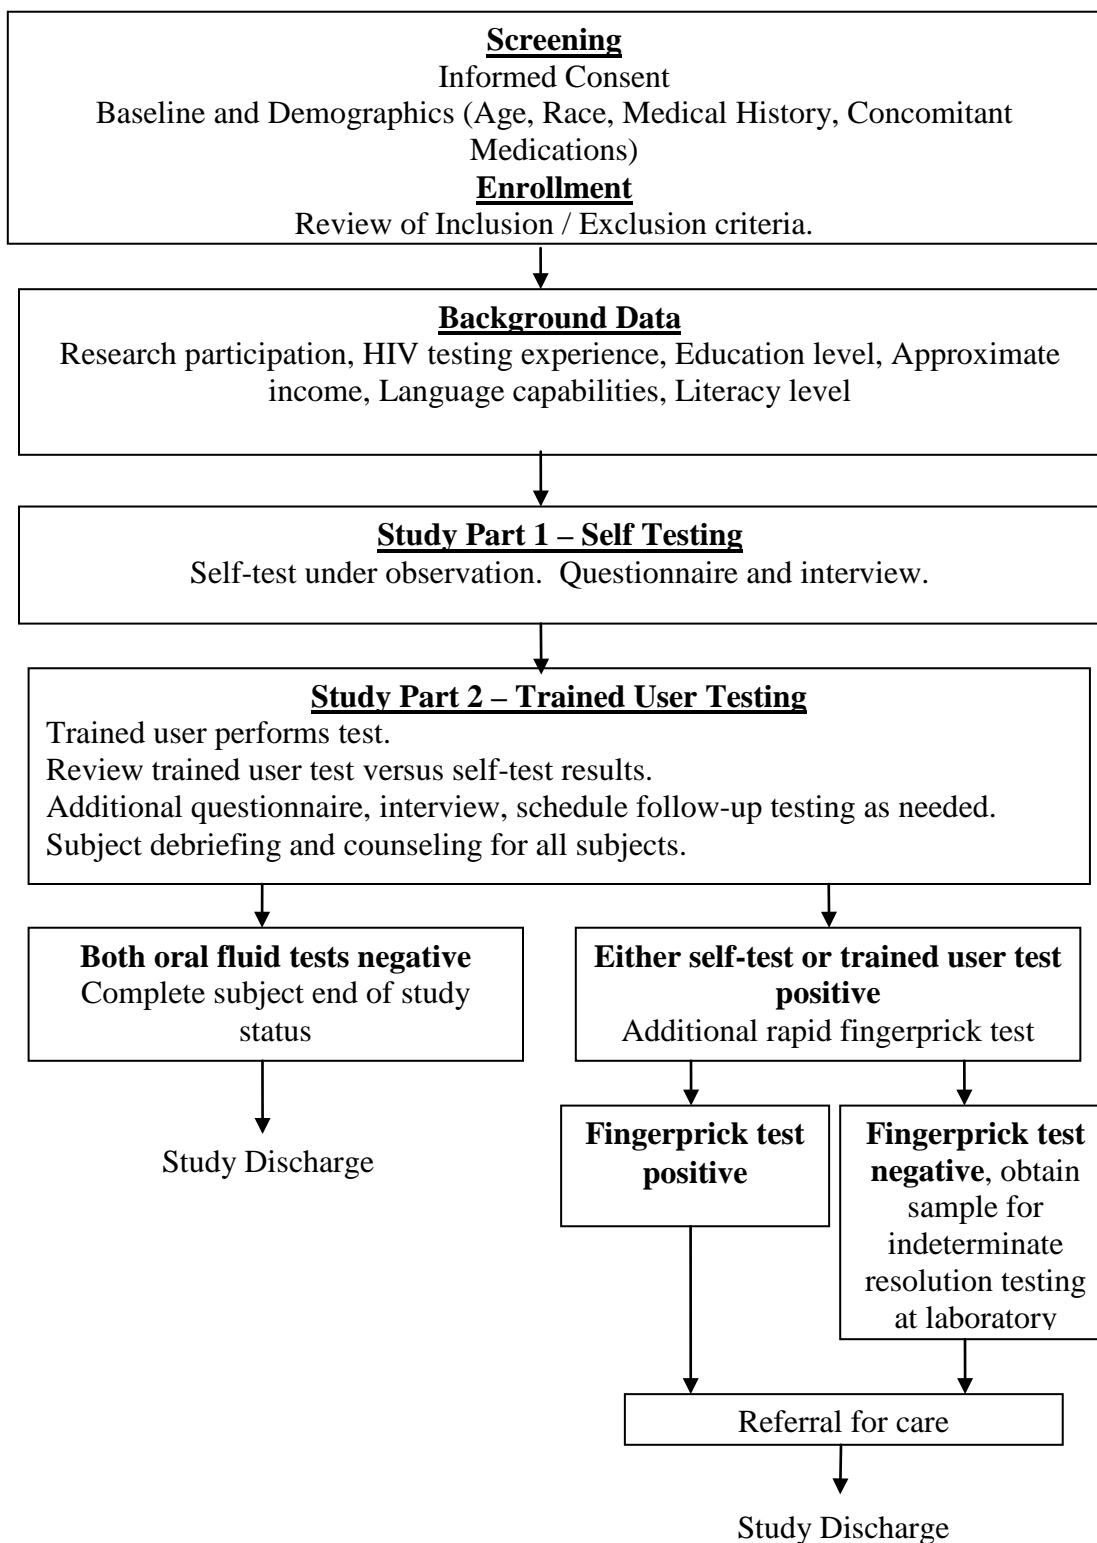 Screening
Informed Consent
Baseline and Demographics (Age, Race, Medical History, Concomitant
Medications)
Enrollment
Review of Inclusion / Exclusion criteria.
Background Data
Research participation, HIV testing experience, Education level, Approximate
income, Language capabilities, Literacy level
Study Part 1 – Self Testing
Self-test under observation.  Questionnaire and interview.
Study Part 2 – Trained User Testing
Trained user performs test.
Review trained user test versus self-test results.
Additional questionnaire, interview, schedule follow-up testing as needed.
Subject debriefing and counseling for all subjects.
Both oral fluid tests negative
Complete subject end of study
status
Study Discharge
Either self-test or trained user test
positive
Additional rapid fingerprick test
Fingerprick test
positive
Fingerprick test
negative, obtain
sample for
indeterminate
resolution testing
at laboratory
Referral for care
Study Discharge